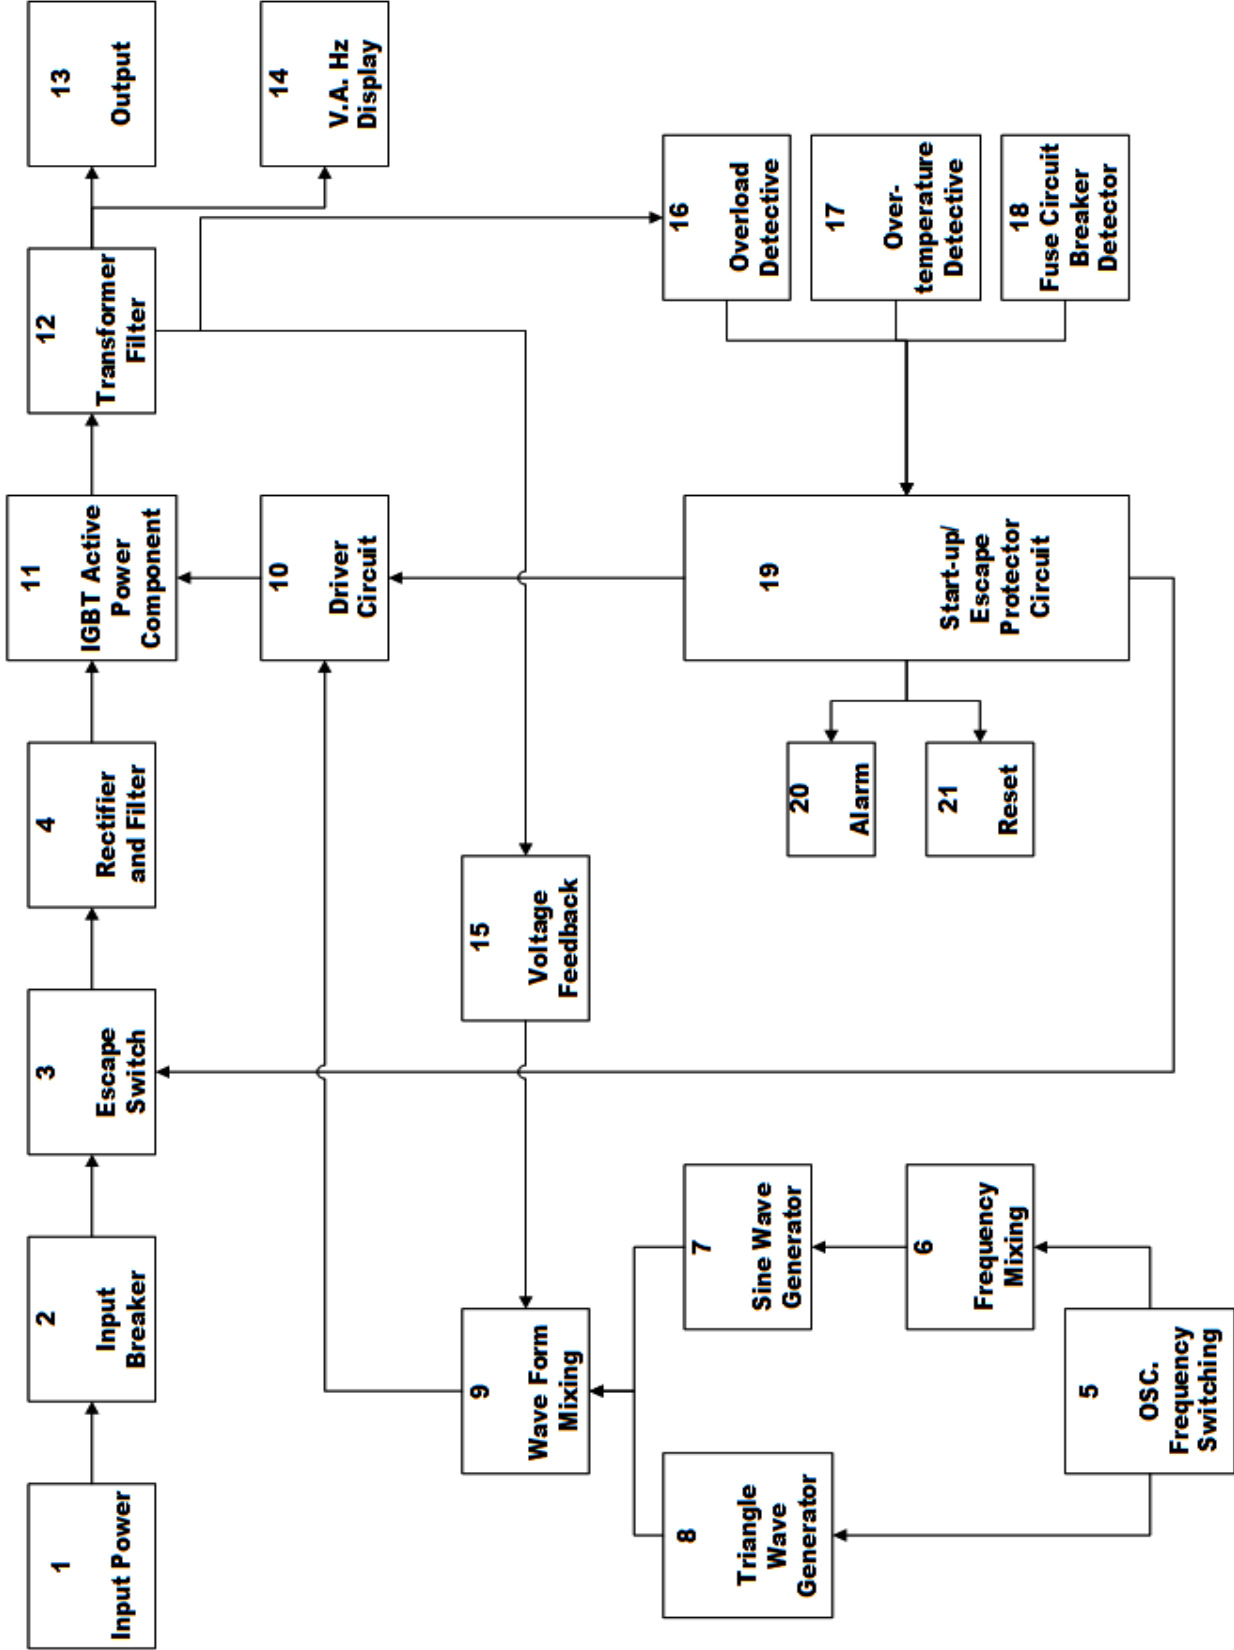 1
Input Power
2
Input
Breaker
3
Escape
Switch
4
Rectifier
and Filter
11
IGBT Active
Power
Component
12
Transformer
Filter
13
Output
14
V.A. Hz
Display
10
Driver
Circuit
9
Wave Form
Mixing
15
Voltage
Feedback
8
Triangle
Wave
Generator
7
Sine Wave
Generator
6
Frequency
Mixing
5
OSC.
Frequency
Switching
20
Alarm
21
Reset
19
Start-up/
Escape
Protector
Circuit
16
Overload
Detective
17
Over-
temperature
Detective
18
Fuse Circuit
Breaker
Detector